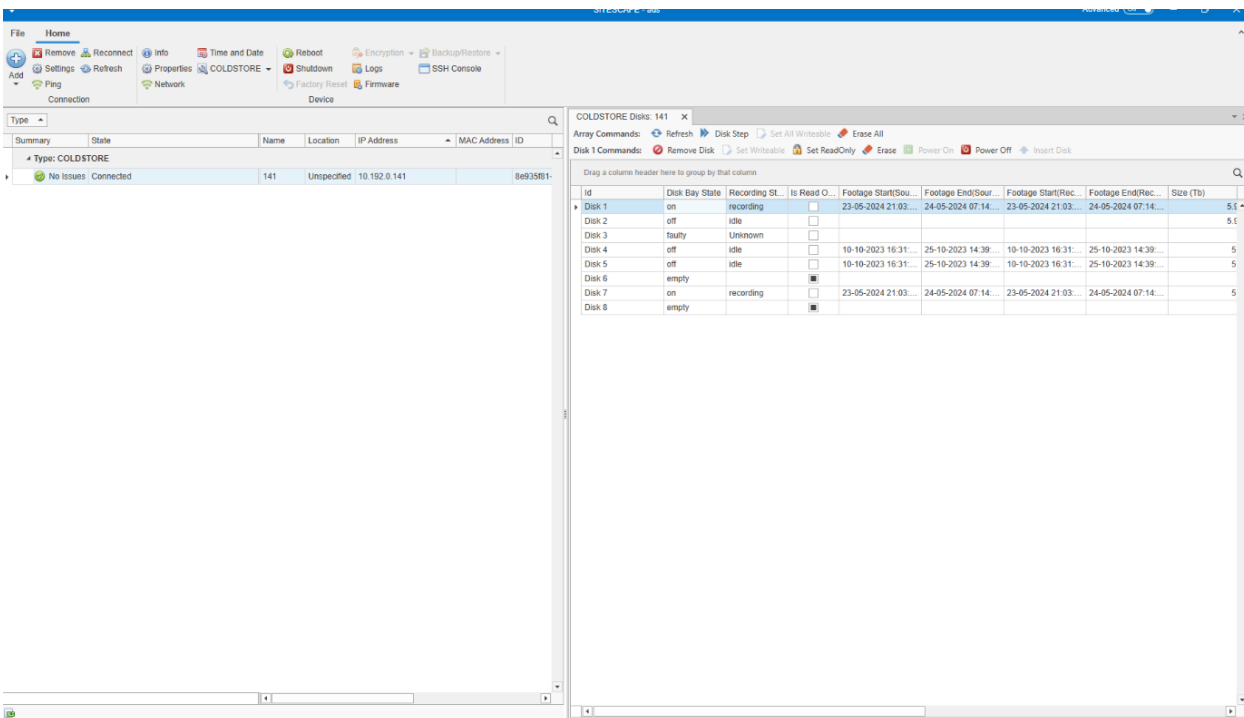 SITESCAPE - ads
Advanced
File Home
Add
Remove Reconnect Info Time and Date Reboot Encryption Backup/Restore
Settings Refresh Properties COLDSTORE Shutdown Logs SSH Console
Ping Network Factory Reset Firmware
Connection Device
Type
Summary State Name Location IP Address MAC Address ID
Type: COLDSTORE
No Issues Connected 141 Unspecified 10.192.0.141 8e935f81-
COLDSTORE Disks: 141 X
Array Commands: Refresh Disk Step Set All Writeable Erase All
Disk 1 Commands: Remove Disk Set Writeable Set ReadOnly Erase Power On Power Off Insert Disk
Drag a column header here to group by that column
Id Disk Bay State Recording St... Is Read O... Footage Start(Sou... Footage End(Sour... Footage Start(Rec... Footage End(Rec... Size (Tb)
Disk 1 on recording 23-05-2024 21:03:... 24-05-2024 07:14:... 23-05-2024 21:03:... 24-05-2024 07:14:... 5.9
Disk 2 off idle 5.9
Disk 3 faulty Unknown
Disk 4 off idle 10-10-2023 16:31:... 25-10-2023 14:39:... 10-10-2023 16:31:... 25-10-2023 14:39:... 5
Disk 5 off idle 10-10-2023 16:31:... 25-10-2023 14:39:... 10-10-2023 16:31:... 25-10-2023 14:39:... 5
Disk 6 empty
Disk 7 on recording 23-05-2024 21:03:... 24-05-2024 07:14:... 23-05-2024 21:03:... 24-05-2024 07:14:... 5
Disk 8 empty